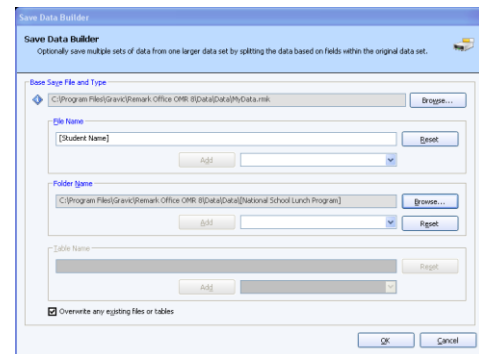 Save Data Builder
Save Data Builder
Optionally save multiple sets of data from one larger data set by splitting the data based on fields within the original data set.
Base Save File and Type
C:\Program Files\Gravic\Remark Office OMR 8\Data\Data\MyData.rmk
Browse...
File Name
[Student Name]
Reset
Add
Folder Name
C:\Program Files\Gravic\Remark Office OMR 8\Data\Data\[National School Lunch Program]
Browse...
Add
Reset
Table Name
Reset
Add
Overwrite any existing files or tables
OK
Cancel